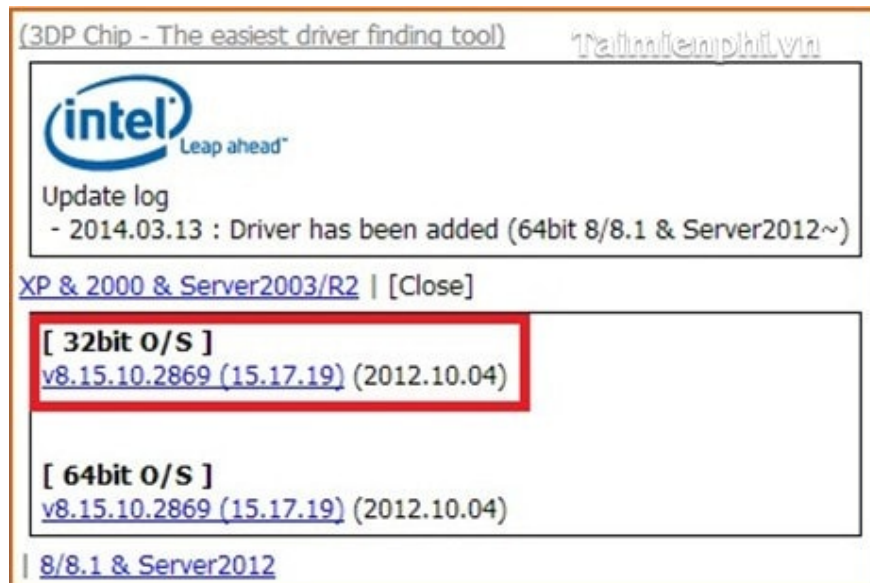 (3DP Chip - The easiest driver finding tool)
Taimienphi.vn
intel
Leap ahead™
Update log
- 2014.03.13 : Driver has been added (64bit 8/8.1 & Server2012~)
XP & 2000 & Server2003/R2 | [Close]
[ 32bit O/S ]
v8.15.10.2869 (15.17.19) (2012.10.04)
[ 64bit O/S ]
v8.15.10.2869 (15.17.19) (2012.10.04)
| 8/8.1 & Server2012